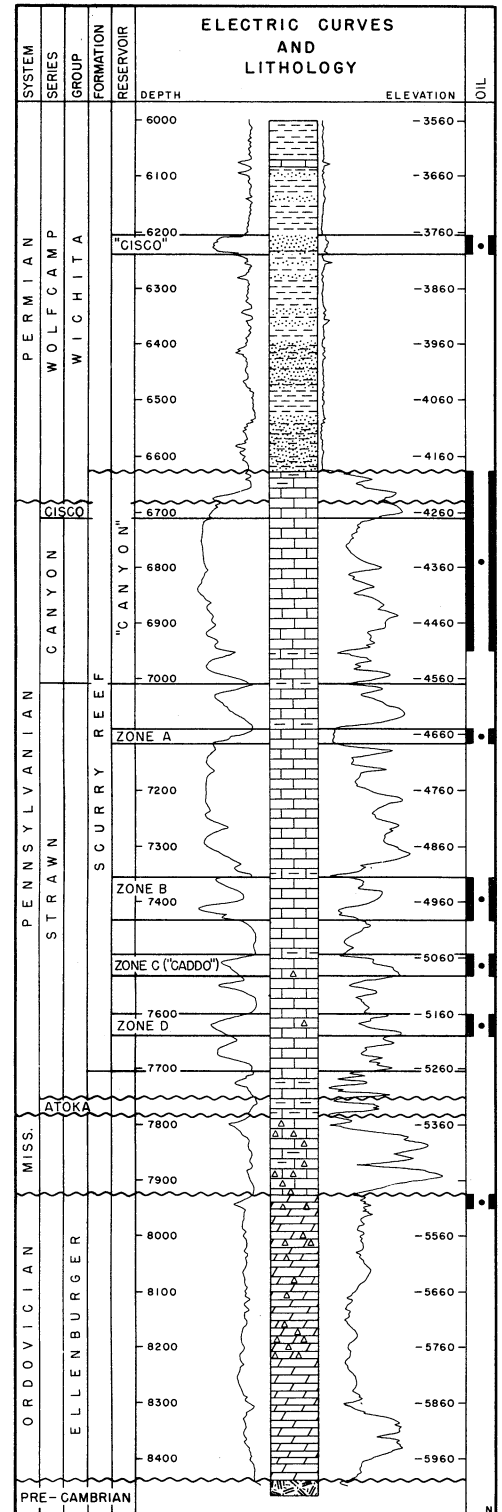 ELECTRIC CURVES
AND
LITHOLOGY
SYSTEM
SERIES
GROUP
FORMATION
RESERVOIR
DEPTH
ELEVATION
OIL
6000 -3560
6100 -3660
6200 -3760
"CISCO"
6300 -3860
6400 -3960
6500 -4060
6600 -4160
PERMIAN
WOLFCAMP
WICHITA
CISCO
6700 -4260
6800 -4360
6900 -4460
7000 -4560
CANYON
"CANYON"
SCURRY REEF
-4660
ZONE A
7200 -4760
7300 -4860
ZONE B
7400 -4960
-5060
ZONE C ("CADDO")
7600 -5160
ZONE D
7700 -5260
PENNSYLVANIAN
STRAWN
ATOKA
7800 -5360
MISS.
7900
8000 -5560
8100 -5660
8200 -5760
8300 -5860
8400 -5960
ORDOVICIAN
ELLENBURGER
PRE-CAMBRIAN
N